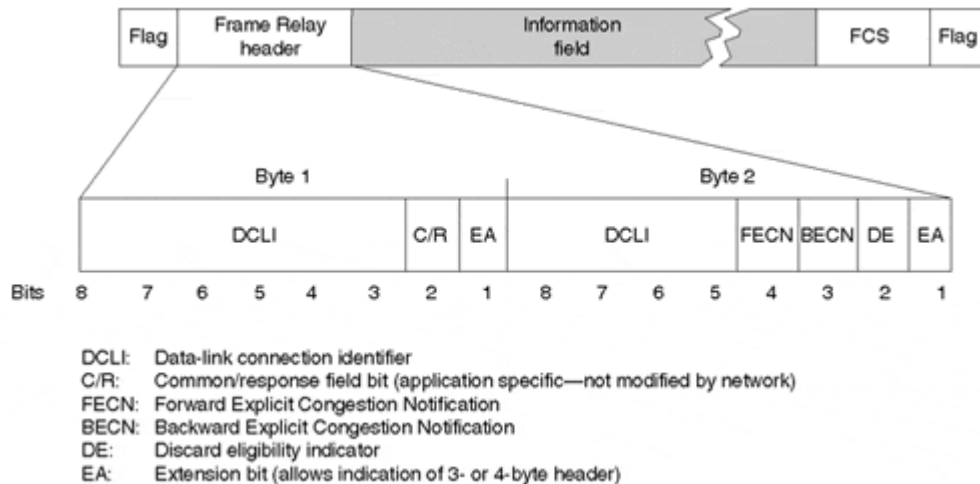 Flag Frame Relay header Information field FCS Flag
Byte 1 Byte 2
DCLI C/R EA DCLI FECN BECN DE EA
Bits 8 7 6 5 4 3 2 1 8 7 6 5 4 3 2 1
DCLI: Data-link connection identifier
C/R: Common/response field bit (application specific—not modified by network)
FECN: Forward Explicit Congestion Notification
BECN: Backward Explicit Congestion Notification
DE: Discard eligibility indicator
EA: Extension bit (allows indication of 3- or 4-byte header)